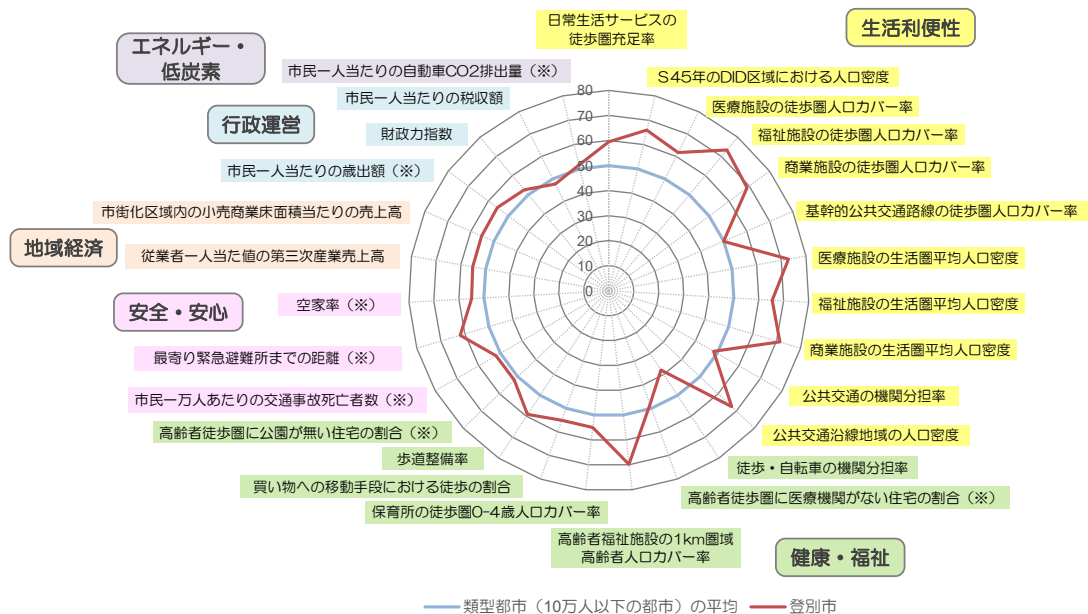 日常生活サービスの
徒歩圏充足率
生活利便性
エネルギー・
低炭素
市民一人当たりの自動車CO2排出量（※）
S45年のDID区域における人口密度
市民一人当たりの税収額
医療施設の徒歩圏人口カバー率
行政運営
財政力指数
福祉施設の徒歩圏人口カバー率
市民一人当たりの歳出額（※）
商業施設の徒歩圏人口カバー率
市街化区域内の小売商業床面積当たりの売上高
基幹的公共交通路線の徒歩圏人口カバー率
地域経済
従業者一人当た値の第三次産業売上高
医療施設の生活圏平均人口密度
安全・安心
空家率（※）
福祉施設の生活圏平均人口密度
最寄り緊急避難所までの距離（※）
商業施設の生活圏平均人口密度
市民一万人あたりの交通事故死亡者数（※）
公共交通の機関分担率
高齢者徒歩圏に公園が無い住宅の割合（※）
公共交通沿線地域の人口密度
歩道整備率
徒歩・自転車の機関分担率
買い物への移動手段における徒歩の割合
高齢者徒歩圏に医療機関がない住宅の割合（※）
保育所の徒歩圏0-4歳人口カバー率
高齢者福祉施設の1km圏域
高齢者人口カバー率
健康・福祉
80
70
60
50
40
30
20
10
0
類型都市（10万人以下の都市）の平均
登別市